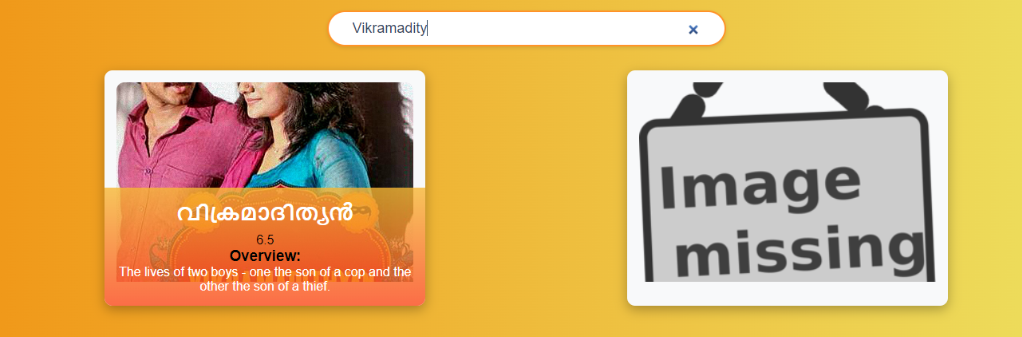 Vikramadity
വിക്രമാദിത്യൻ
6.5
Overview:
The lives of two boys - one the son of a cop and the
other the son of a thief.
Image
missing